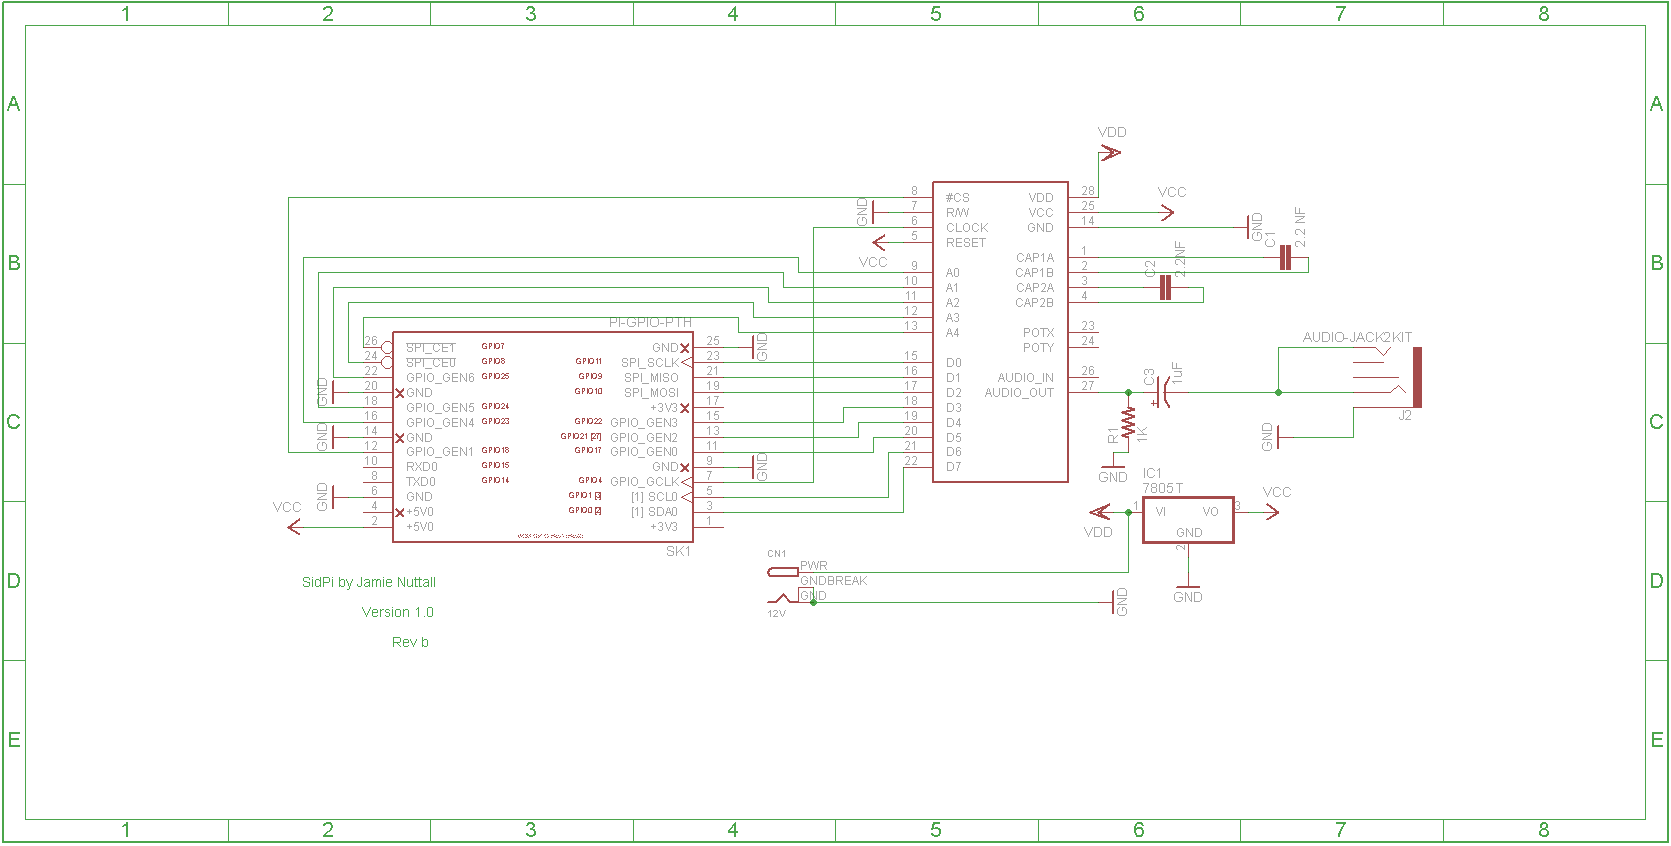 1 2 3 4 5 6 7 8
A A
B B
C C
D D
E E
VDD
8 #CS VDD 28
VCC
GND 7 R/W VCC 25
6 CLOCK GND 14
GND
VCC 5 RESET
C1 2.2 NF
CAP1A 1
9 A0 CAP1B 2
10 A1 CAP2A 3
C2 2.2NF
11 A2 CAP2B 4
12 A3
13 A4 POTX 23
POTY 24
15 D0
16 D1 AUDIO_IN 26
17 D2 AUDIO_OUT 27
18 D3
19 D4
20 D5
21 D6
22 D7
PI-GPIO-PTH
26 SPI_CE1 GPIO7 GND 25 GND
24 SPI_CE0 GPIO8 GPIO11 SPI_SCLK 23
22 GPIO_GEN6 GPIO25 GPIO9 SPI_MISO 21
GND 20 GND GPIO10 SPI_MOSI 19
18 GPIO_GEN5 GPIO24 +3V3 17
16 GPIO_GEN4 GPIO23 GPIO22 GPIO_GEN3 15
GND 14 GND GPIO21 [27] GPIO_GEN2 13
12 GPIO_GEN1 GPIO18 GPIO17 GPIO_GEN0 11
10 RXD0 GPIO15 GND 9 GND
8 TXD0 GPIO14 GPIO4 GPIO_GCLK 7
GND 6 GND GPIO1 [3] [1] SCL0 5
4 +5V0 GPIO0 [2] [1] SDA0 3
VCC 2 +5V0 +3V3 1
SK1
C3 1uF
+
R1 1K
GND
AUDIO-JACK2KIT
J2
GND
IC1
7805T
VDD 1 VI VO 3 VCC
GND
2
GND
CN1
PWR
GNDBREAK
GND
12V
GND
SidPi by Jamie Nuttall
Version 1.0
Rev b
1 2 3 4 5 6 7 8